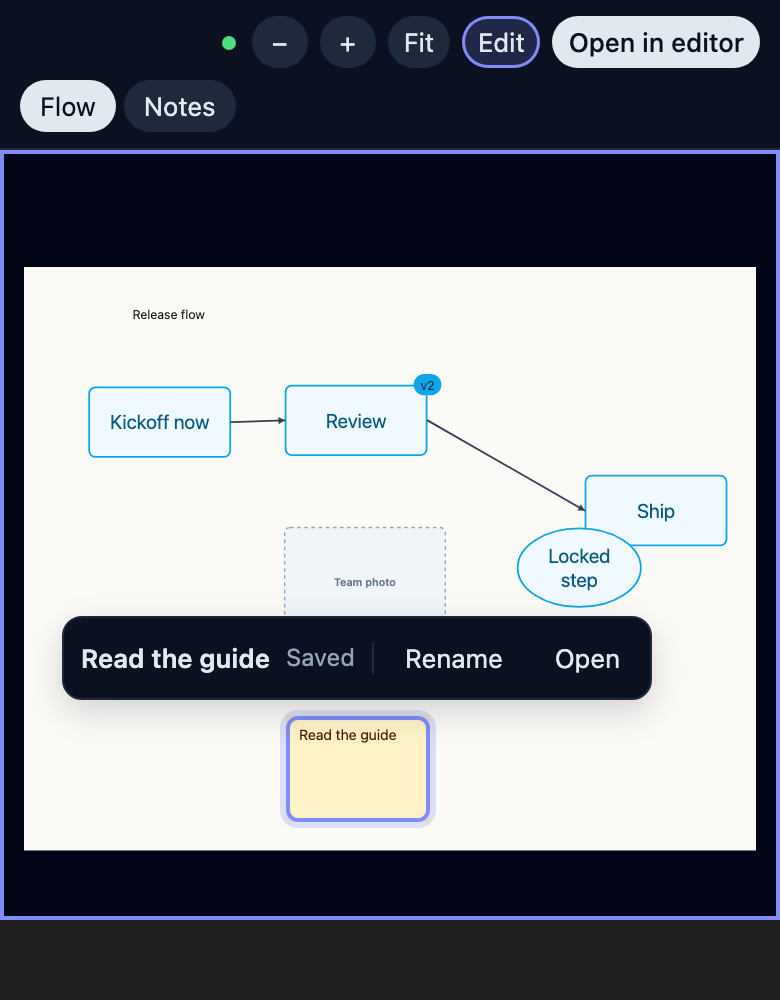 − + Fit Edit Open in editor
Flow Notes
Release flow
v2
Kickoff now Review
Ship
Locked
step
Team photo
Read the guide Saved Rename Open
Read the guide